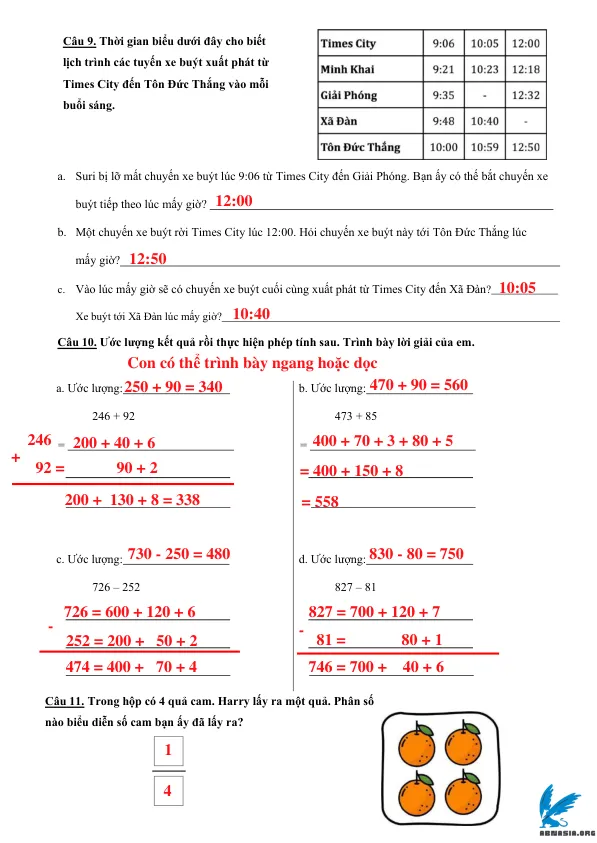 Câu 9. Thời gian biểu dưới đây cho biết
lịch trình các tuyến xe buýt xuất phát từ
Times City đến Tôn Đức Thắng vào mỗi
buổi sáng.
Times City 9:06 10:05 12:00
Minh Khai 9:21 10:23 12:18
Giải Phóng 9:35 - 12:32
Xã Đàn 9:48 10:40 -
Tôn Đức Thắng 10:00 10:59 12:50
a. Suri bị lỡ mất chuyến xe buýt lúc 9:06 từ Times City đến Giải Phóng. Bạn ấy có thể bắt chuyến xe
buýt tiếp theo lúc mấy giờ? 12:00
b. Một chuyến xe buýt rời Times City lúc 12:00. Hỏi chuyến xe buýt này tới Tôn Đức Thắng lúc
mấy giờ? 12:50
c. Vào lúc mấy giờ sẽ có chuyến xe buýt cuối cùng xuất phát từ Times City đến Xã Đàn? 10:05
Xe buýt tới Xã Đàn lúc mấy giờ? 10:40
Câu 10. Ước lượng kết quả rồi thực hiện phép tính sau. Trình bày lời giải của em.
Con có thể trình bày ngang hoặc dọc
a. Ước lượng: 250 + 90 = 340
246 + 92
246 = 200 + 40 + 6
+
92 = 90 + 2
200 + 130 + 8 = 338
b. Ước lượng: 470 + 90 = 560
473 + 85
= 400 + 70 + 3 + 80 + 5
= 400 + 150 + 8
= 558
c. Ước lượng: 730 - 250 = 480
726 – 252
726 = 600 + 120 + 6
-
252 = 200 + 50 + 2
474 = 400 + 70 + 4
d. Ước lượng: 830 - 80 = 750
827 – 81
827 = 700 + 120 + 7
-
81 = 80 + 1
746 = 700 + 40 + 6
Câu 11. Trong hộp có 4 quả cam. Harry lấy ra một quả. Phân số
nào biểu diễn số cam bạn ấy đã lấy ra?
1
4
ABNASIA.ORG